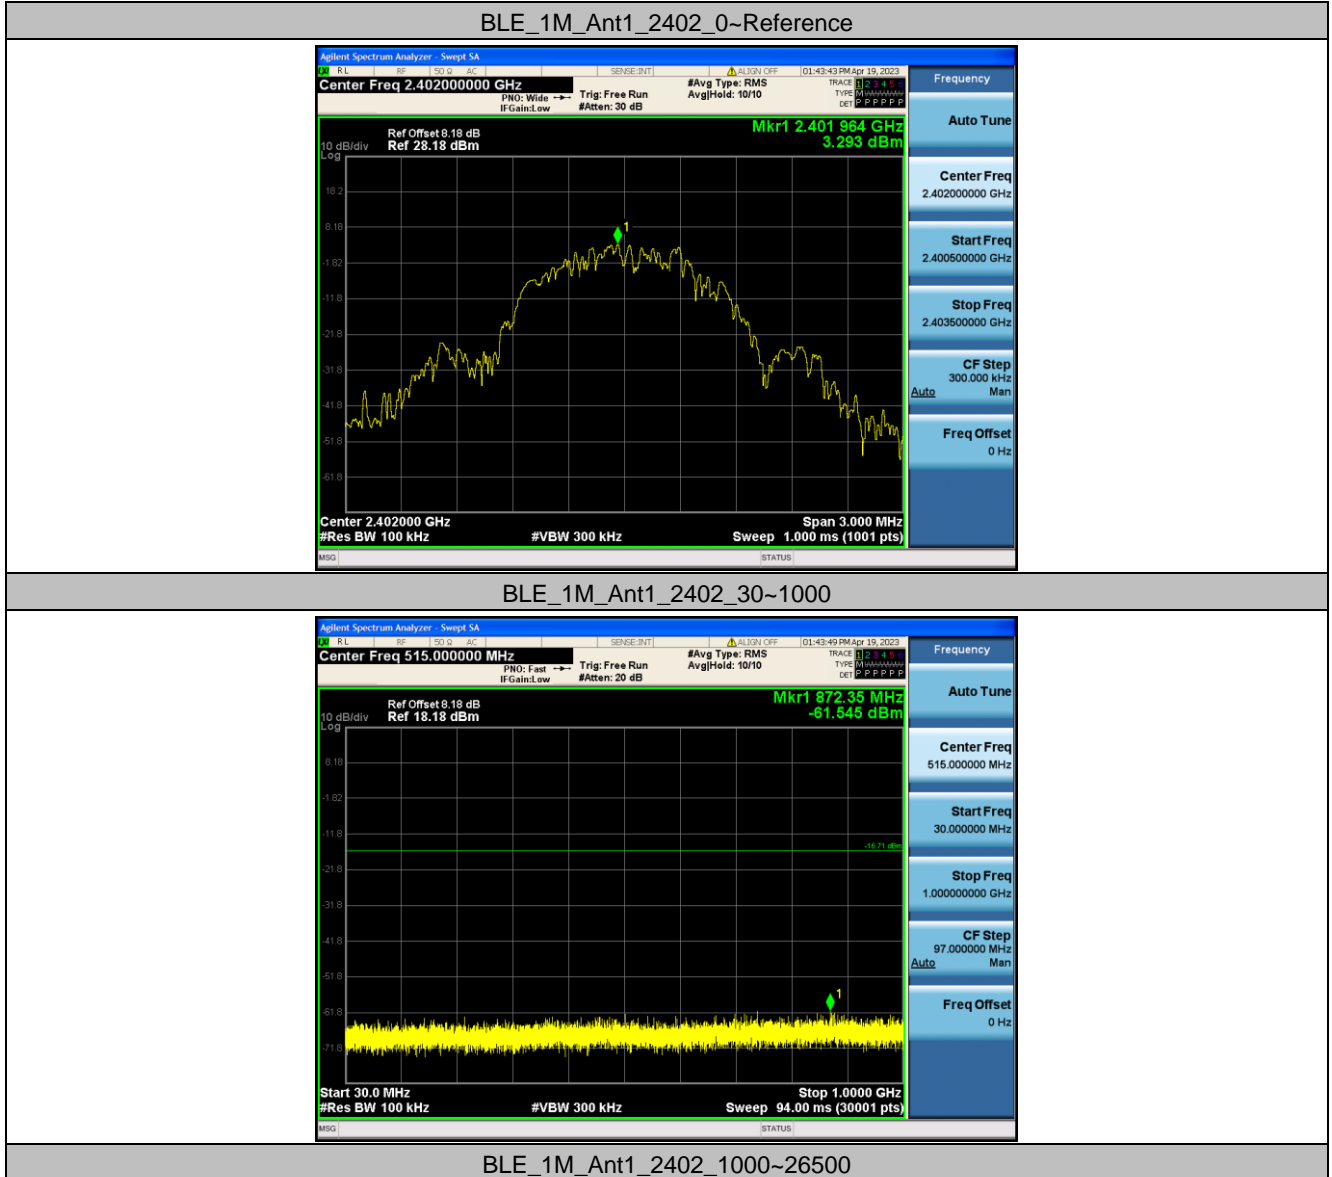 BLE_1M_Ant1_2402_0~Reference
Agilent Spectrum Analyzer - Swept SA
RL RF 50 Ω AC SENSE:INT ALIGN OFF 01:43:43 PM Apr 19, 2023
Center Freq 2.402000000 GHz
#Avg Type: RMS
TRACE 1 2 3 4 5 6
PNO: Wide Trig: Free Run Avg|Hold: 10/10
TYPE M
IFGain:Low #Atten: 30 dB
DET P P P P P P
Frequency
Auto Tune
Mkr1 2.401 964 GHz
3.293 dBm
Ref Offset 8.18 dB
10 dB/div Ref 28.18 dBm
Log
18.2
8.18
-1.82
-11.8
-21.8
-31.8
-41.8
-51.8
-61.8
1
Center Freq
2.402000000 GHz
Start Freq
2.400500000 GHz
Stop Freq
2.403500000 GHz
CF Step
300.000 kHz
Auto Man
Freq Offset
0 Hz
Center 2.402000 GHz Span 3.000 MHz
#Res BW 100 kHz #VBW 300 kHz Sweep 1.000 ms (1001 pts)
MSG STATUS
BLE_1M_Ant1_2402_30~1000
Agilent Spectrum Analyzer - Swept SA
RL RF 50 Ω AC SENSE:INT ALIGN OFF 01:43:49 PM Apr 19, 2023
Center Freq 515.000000 MHz
#Avg Type: RMS
TRACE 1 2 3 4 5 6
PNO: Fast Trig: Free Run Avg|Hold: 10/10
TYPE M
IFGain:Low #Atten: 20 dB
DET P P P P P P
Frequency
Auto Tune
Mkr1 872.35 MHz
-61.545 dBm
Ref Offset 8.18 dB
10 dB/div Ref 18.18 dBm
Log
8.18
-1.82
-11.8
-16.71 dBm
-21.8
-31.8
-41.8
-51.8
-61.8
-71.8
1
Center Freq
515.000000 MHz
Start Freq
30.000000 MHz
Stop Freq
1.000000000 GHz
CF Step
97.000000 MHz
Auto Man
Freq Offset
0 Hz
Start 30.0 MHz Stop 1.0000 GHz
#Res BW 100 kHz #VBW 300 kHz Sweep 94.00 ms (30001 pts)
MSG STATUS
BLE_1M_Ant1_2402_1000~26500